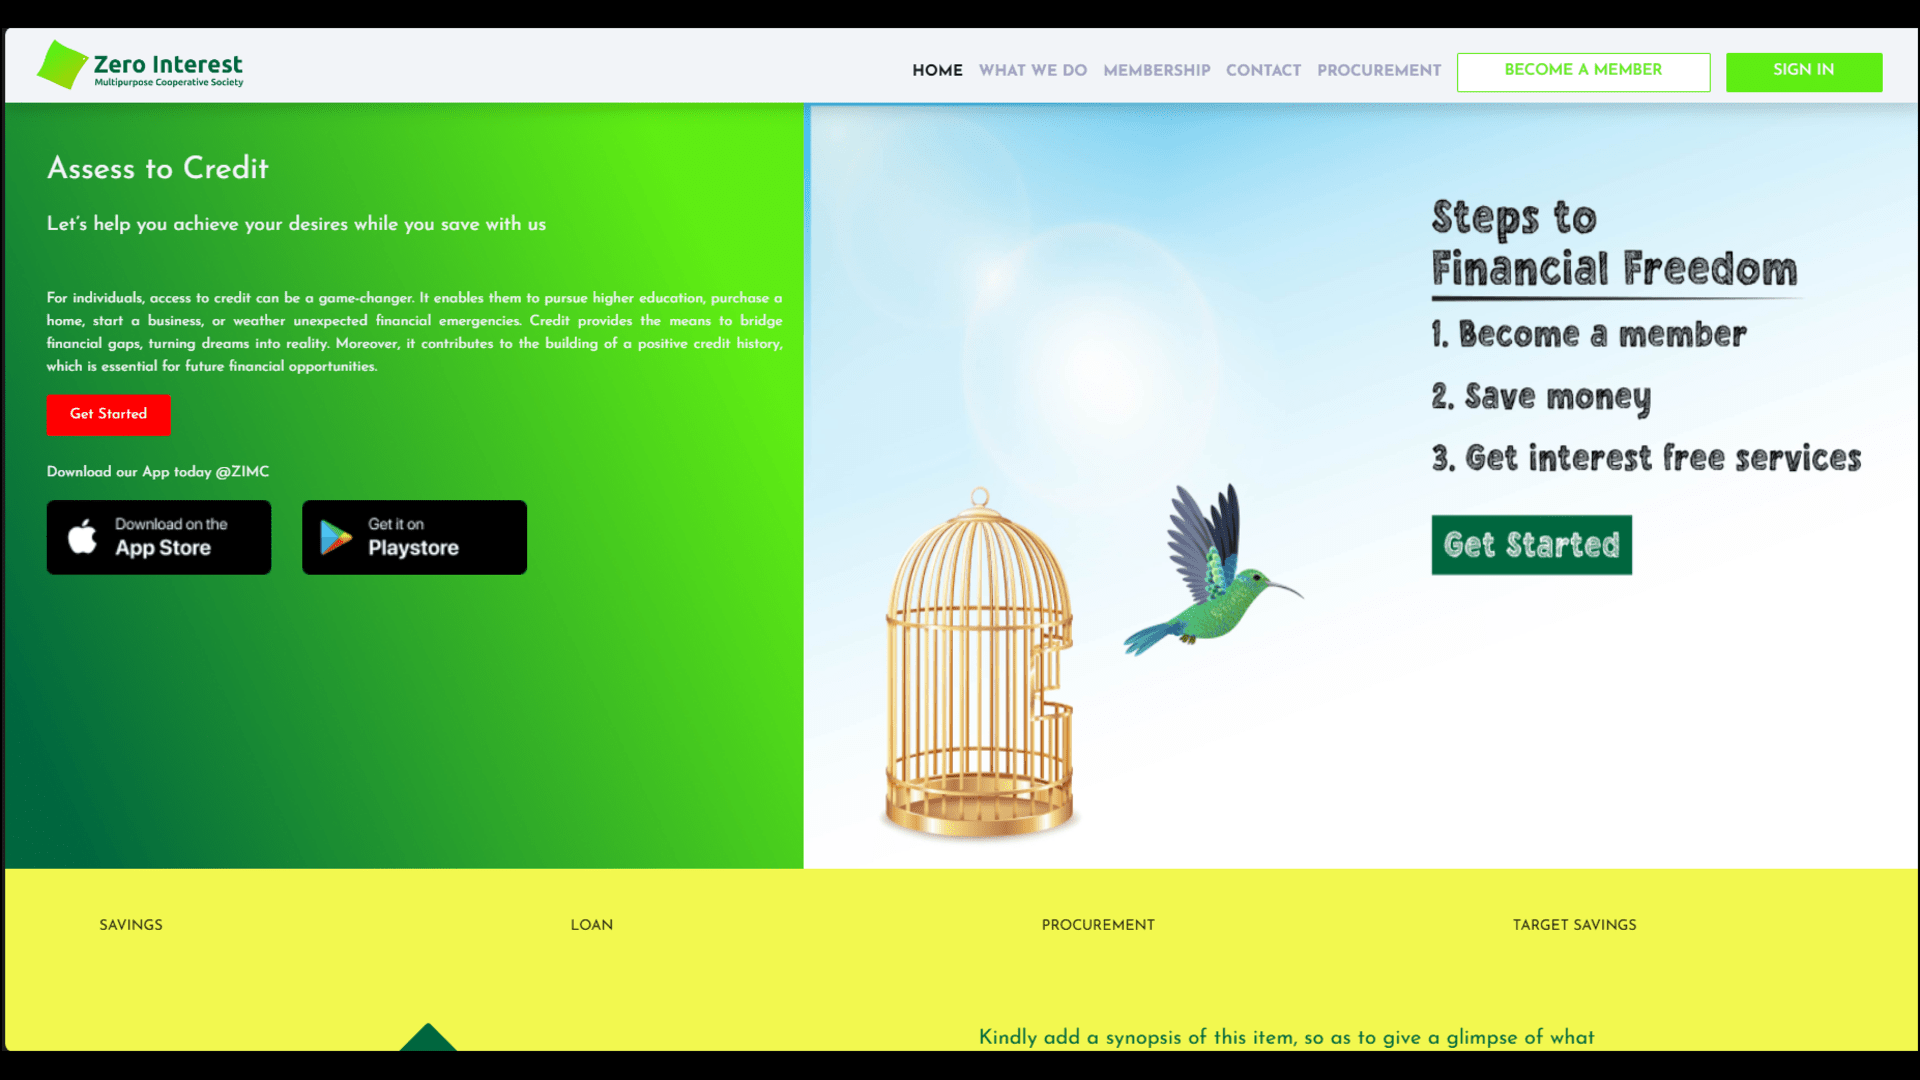 Zero Interest
Multipurpose Cooperative Society
HOME WHAT WE DO MEMBERSHIP CONTACT PROCUREMENT BECOME A MEMBER SIGN IN
Assess to Credit
Let's help you achieve your desires while you save with us
For individuals, access to credit can be a game-changer. It enables them to pursue higher education, purchase a
home, start a business, or weather unexpected financial emergencies. Credit provides the means to bridge
financial gaps, turning dreams into reality. Moreover, it contributes to the building of a positive credit history,
which is essential for future financial opportunities.
Get Started
Download our App today @ZIMC
Download on the
App Store
Get it on
Playstore
Steps to
Financial Freedom
1. Become a member
2. Save money
3. Get interest free services
Get Started
SAVINGS LOAN PROCUREMENT TARGET SAVINGS
Kindly add a synopsis of this item, so as to give a glimpse of what